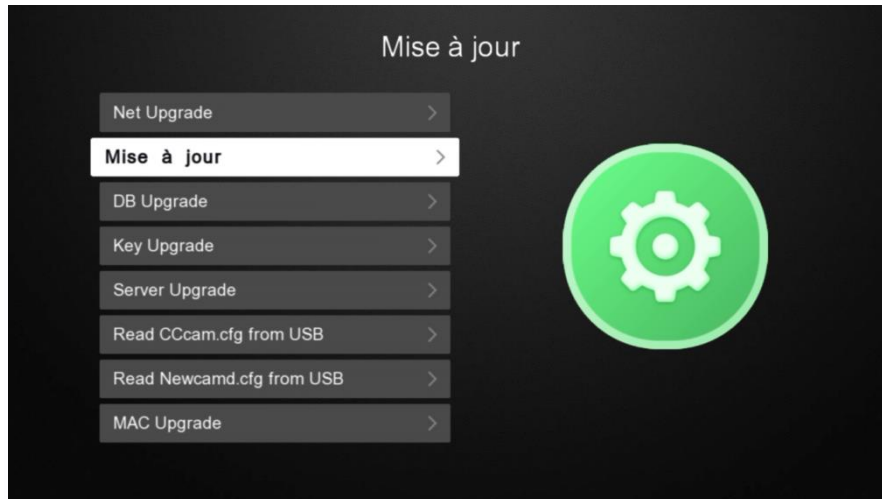 Mise à jour
Net Upgrade
Mise à jour
DB Upgrade
Key Upgrade
Server Upgrade
Read CCcam.cfg from USB
Read Newcamd.cfg from USB
MAC Upgrade